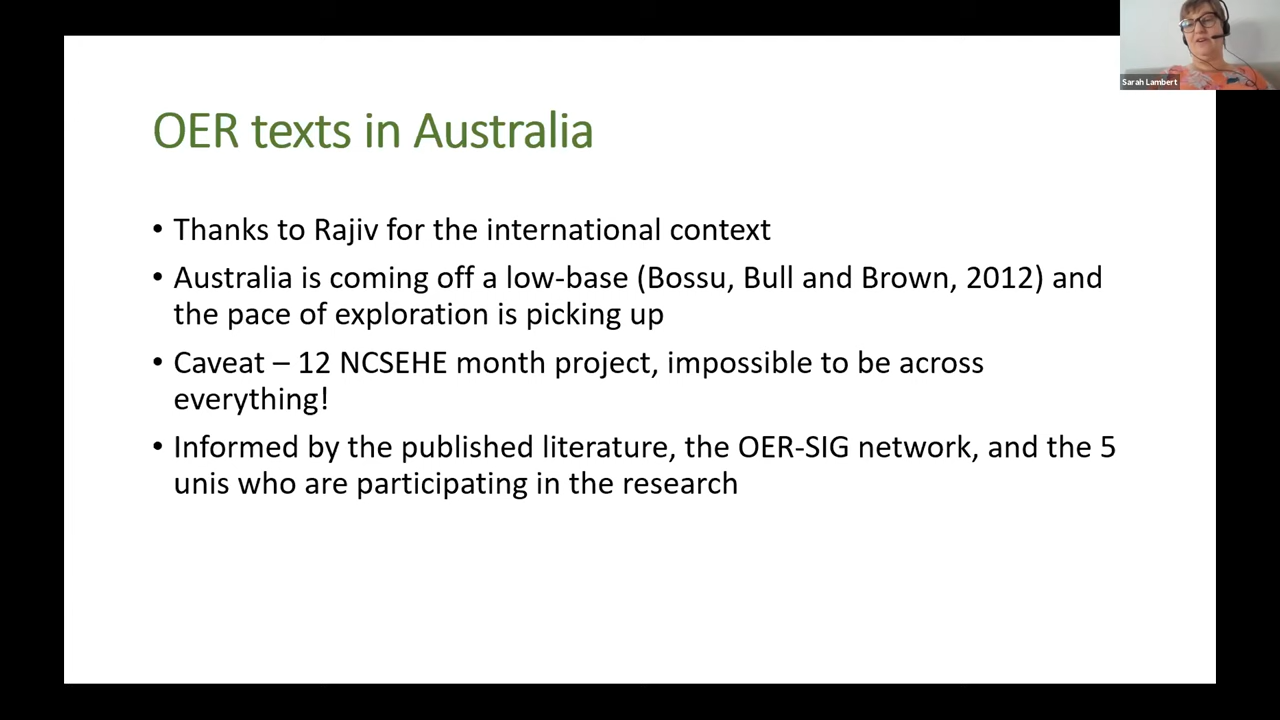 Sarah Lambert
OER texts in Australia
• Thanks to Rajiv for the international context
• Australia is coming off a low-base (Bossu, Bull and Brown, 2012) and
the pace of exploration is picking up
• Caveat – 12 NCSEHE month project, impossible to be across
everything!
• Informed by the published literature, the OER-SIG network, and the 5
unis who are participating in the research